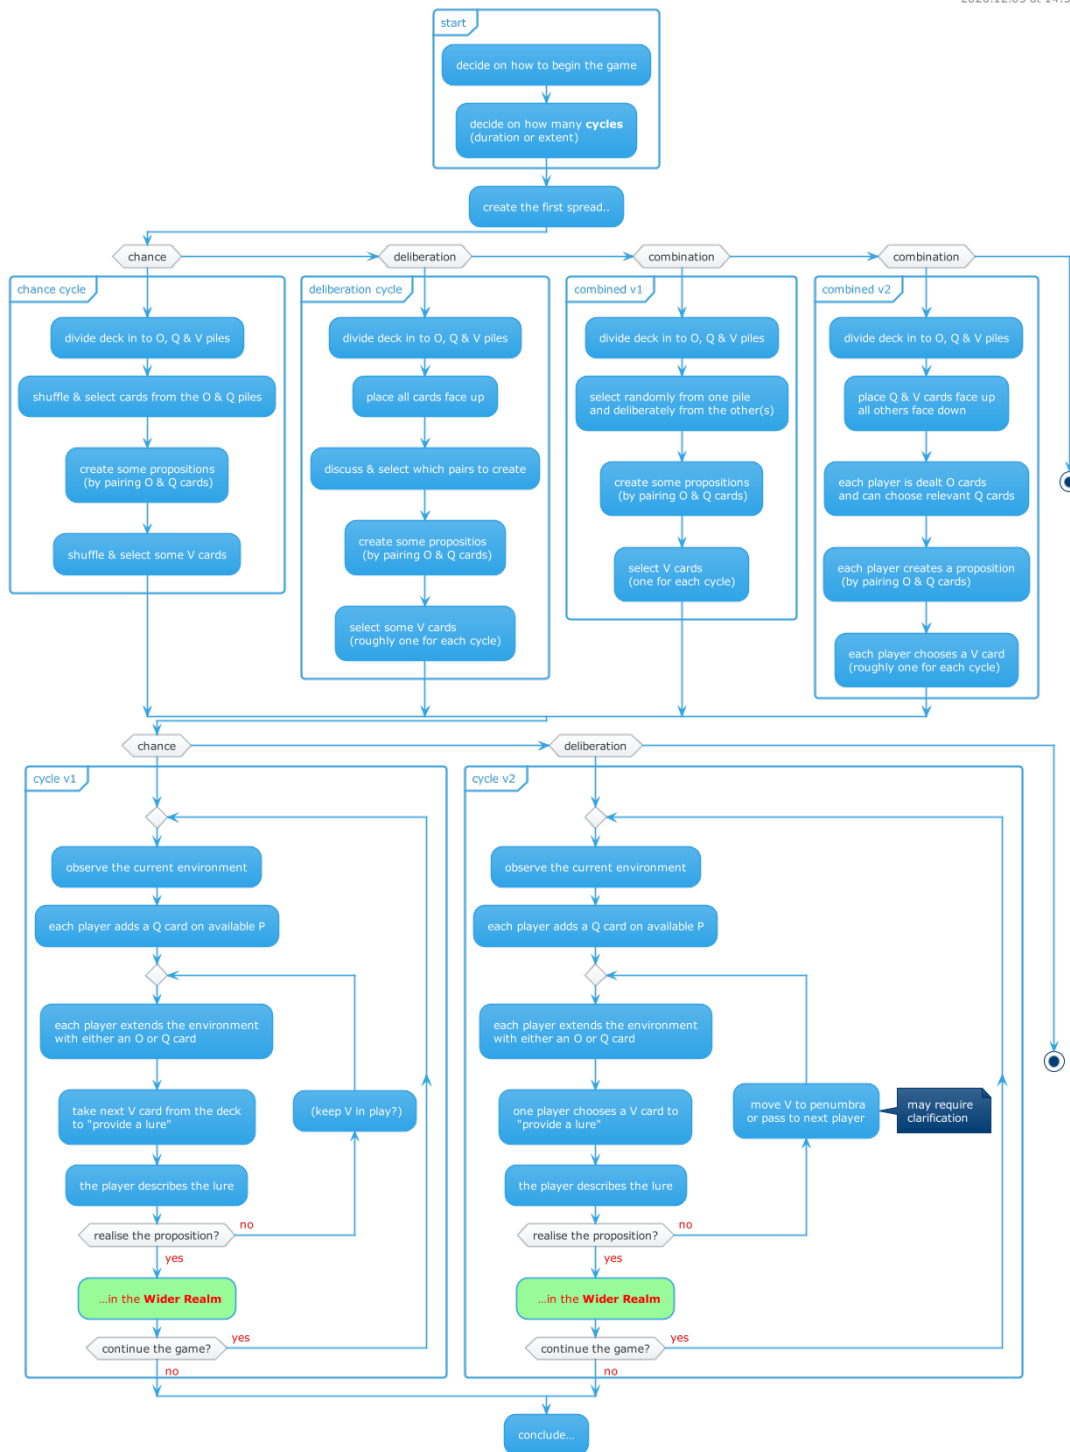 start
decide on how to begin the game
decide on how many cycles
(duration or extent)
create the first spread..
chance
deliberation
combination
combination
chance cycle
divide deck in to O, Q & V piles
shuffle & select cards from the O & Q piles
create some propositions
(by pairing O & Q cards)
shuffle & select some V cards
deliberation cycle
divide deck in to O, Q & V piles
place all cards face up
discuss & select which pairs to create
create some propositios
(by pairing O & Q cards)
select some V cards
(roughly one for each cycle)
combined v1
divide deck in to O, Q & V piles
select randomly from one pile
and deliberately from the other(s)
create some propositions
(by pairing O & Q cards)
select V cards
(one for each cycle)
combined v2
divide deck in to O, Q & V piles
place Q & V cards face up
all others face down
each player is dealt O cards
and can choose relevant Q cards
each player creates a proposition
(by pairing O & Q cards)
each player chooses a V card
(roughly one for each cycle)
chance
deliberation
cycle v1
observe the current environment
each player adds a Q card on available P
each player extends the environment
with either an O or Q card
take next V card from the deck
to "provide a lure"
(keep V in play?)
the player describes the lure
realise the proposition?
no
yes
...in the Wider Realm
continue the game?
yes
no
cycle v2
observe the current environment
each player adds a Q card on available P
each player extends the environment
with either an O or Q card
one player chooses a V card to
"provide a lure"
move V to penumbra
or pass to next player
may require
clarification
the player describes the lure
realise the proposition?
no
yes
...in the Wider Realm
continue the game?
yes
no
conclude...